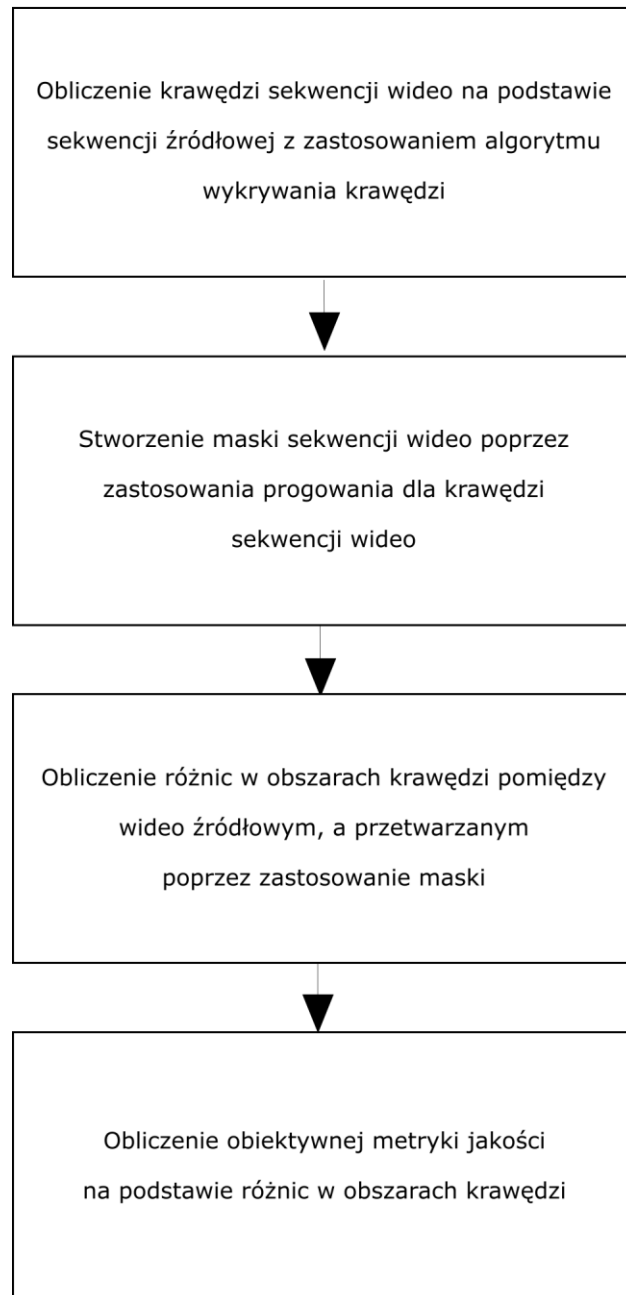 Obliczenie krawędzi sekwencji wideo na podstawie
sekwencji źródłowej z zastosowaniem algorytmu
wykrywania krawędzi
Stworzenie maski sekwencji wideo poprzez
zastosowania progowania dla krawędzi
sekwencji wideo
Obliczenie różnic w obszarach krawędzi pomiędzy
wideo źródłowym, a przetwarzanym
poprzez zastosowanie maski
Obliczenie obiektywnej metryki jakości
na podstawie różnic w obszarach krawędzi